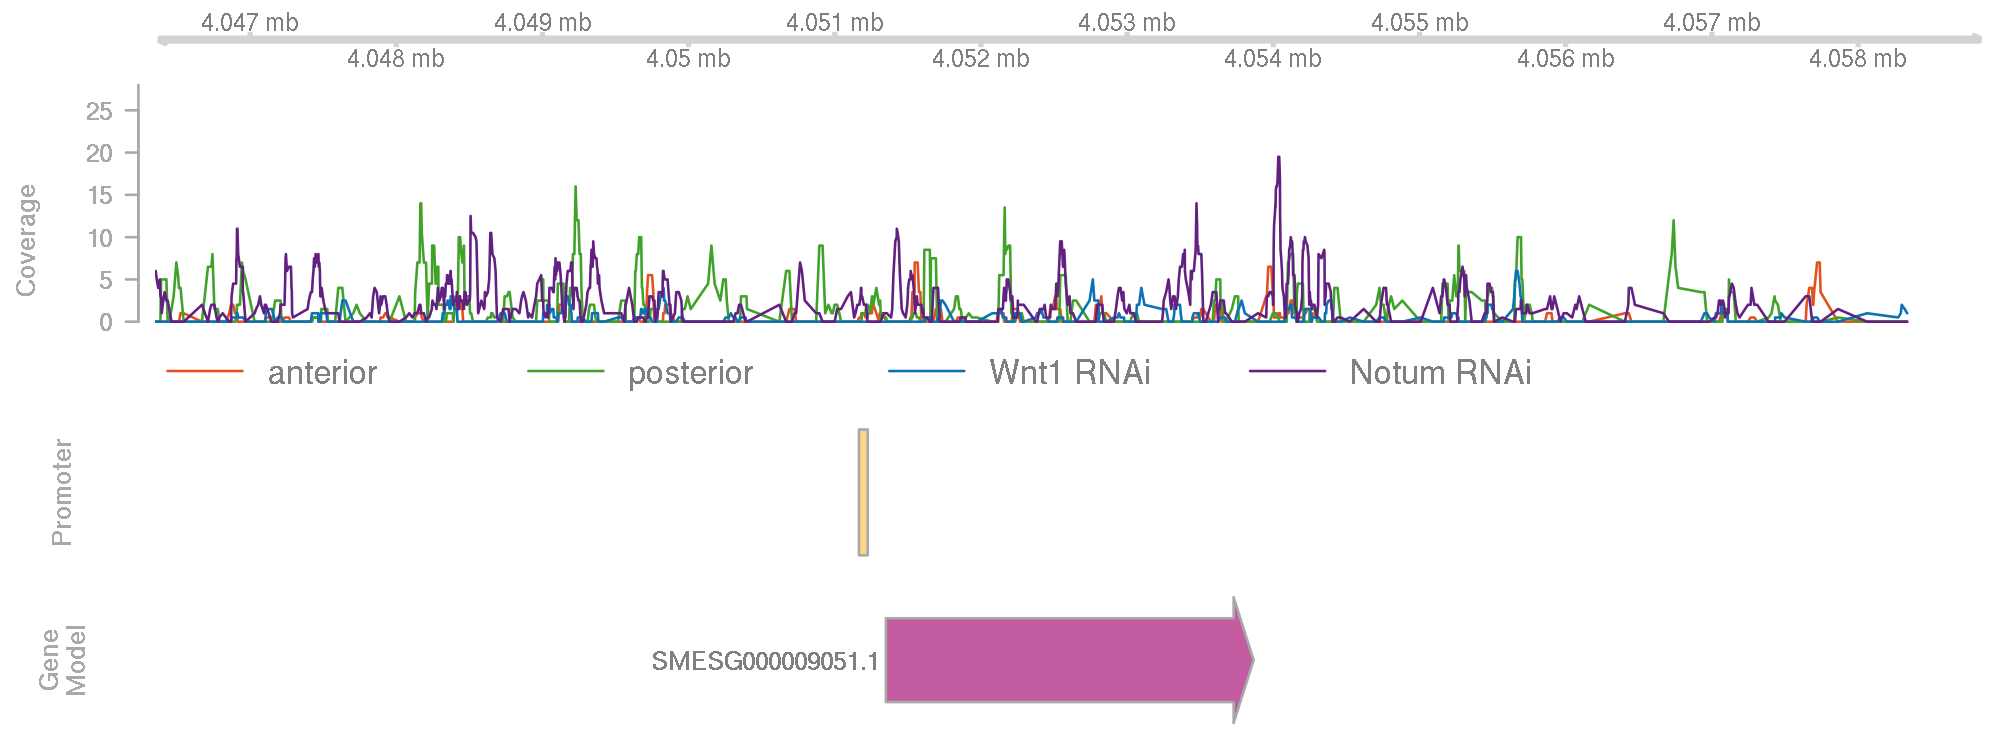 4.047 mb 4.049 mb 4.051 mb 4.053 mb 4.055 mb 4.057 mb
4.048 mb 4.05 mb 4.052 mb 4.054 mb 4.056 mb 4.058 mb
Coverage
25
20
15
10
5
0
anterior posterior Wnt1 RNAi Notum RNAi
Promoter
Gene
Model
SMESG000009051.1